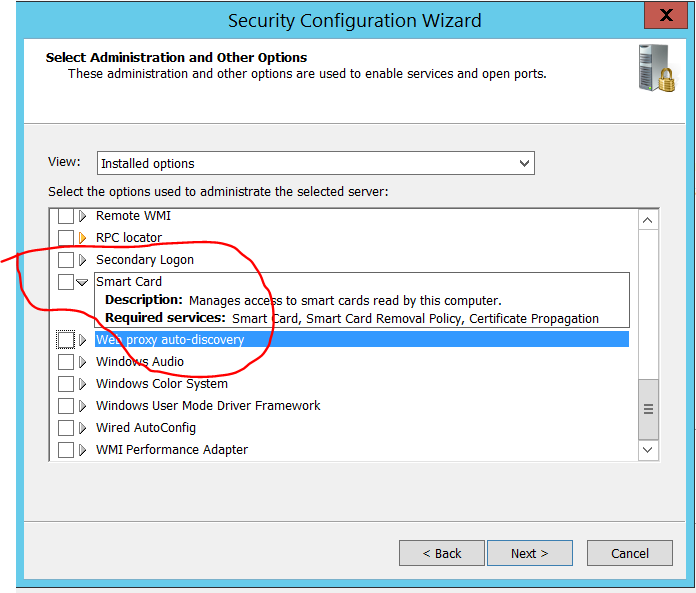 Security Configuration Wizard
X
Select Administration and Other Options
These administration and other options are used to enable services and open ports.
View:
Installed options
Select the options used to administrate the selected server:
Remote WMI
RPC locator
Secondary Logon
Smart Card
Description: Manages access to smart cards read by this computer.
Required services: Smart Card, Smart Card Removal Policy, Certificate Propagation
Web proxy auto-discovery
Windows Audio
Windows Color System
Windows User Mode Driver Framework
Wired AutoConfig
WMI Performance Adapter
< Back
Next >
Cancel